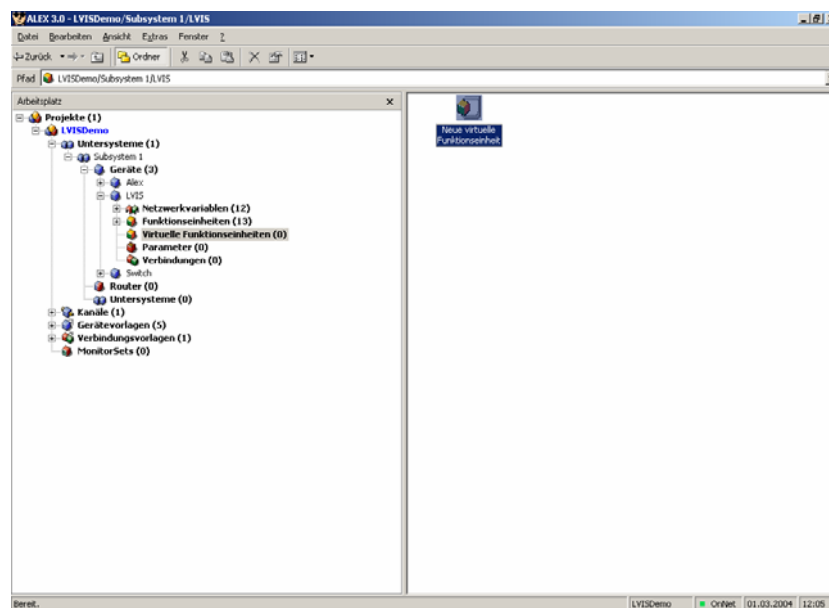 ALEX 3.0 - LVISDemo/Subsystem 1/LVIS
Datei Bearbeiten Ansicht Extras Fenster ?
Zurück Ordner
Pfad LVISDemo/Subsystem 1/LVIS
Arbeitsplatz
Projekte (1)
LVISDemo
Untersysteme (1)
Subsystem 1
Geräte (3)
Alex
LVIS
Netzwerkvariablen (12)
Funktionseinheiten (13)
Virtuelle Funktionseinheiten (0)
Parameter (0)
Verbindungen (0)
Switch
Router (0)
Untersysteme (0)
Kanäle (1)
Gerätevorlagen (5)
Verbindungsvorlagen (1)
MonitorSets (0)
Neue virtuelle
Funktionseinheit
Bereit. LVISDemo OnNet 01.03.2004 12:05